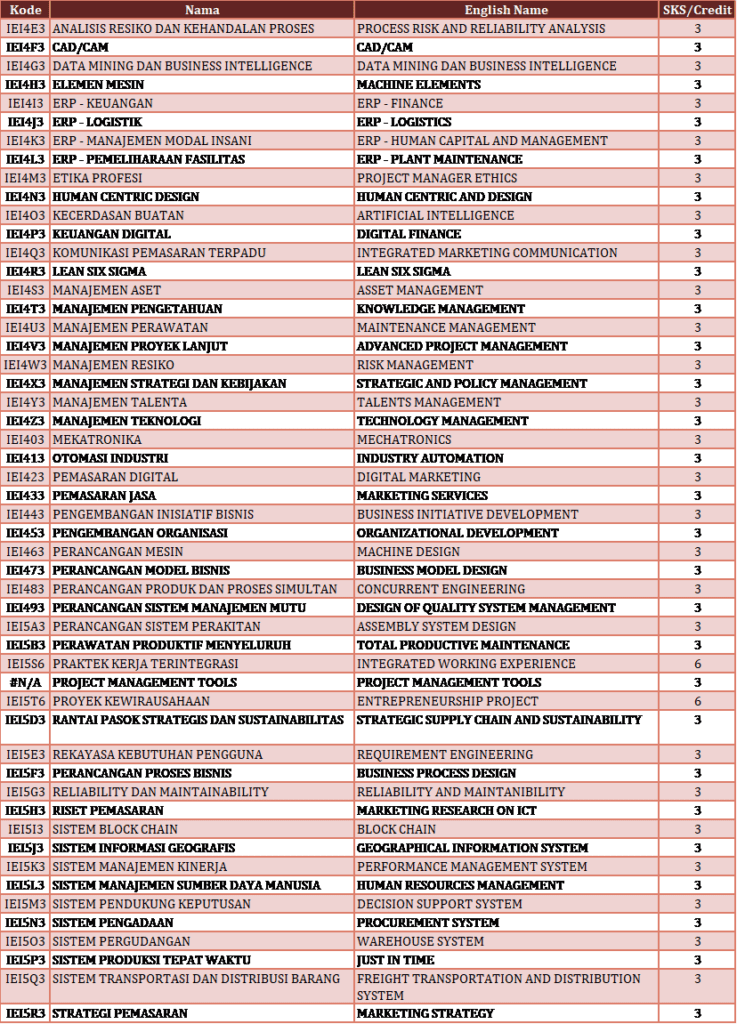 Kode Nama English Name SKS/Credit
IEI4E3 ANALISIS RESIKO DAN KEHANDALAN PROSES PROCESS RISK AND RELIABILITY ANALYSIS 3
IEI4F3 CAD/CAM CAD/CAM 3
IEI4G3 DATA MINING DAN BUSINESS INTELLIGENCE DATA MINING DAN BUSINESS INTELLIGENCE 3
IEI4H3 ELEMEN MESIN MACHINE ELEMENTS 3
IEI4I3 ERP - KEUANGAN ERP - FINANCE 3
IEI4J3 ERP - LOGISTIK ERP - LOGISTICS 3
IEI4K3 ERP - MANAJEMEN MODAL INSANI ERP - HUMAN CAPITAL AND MANAGEMENT 3
IEI4L3 ERP - PEMELIHARAAN FASILITAS ERP - PLANT MAINTENANCE 3
IEI4M3 ETIKA PROFESI PROJECT MANAGER ETHICS 3
IEI4N3 HUMAN CENTRIC DESIGN HUMAN CENTRIC AND DESIGN 3
IEI4O3 KECERDASAN BUATAN ARTIFICIAL INTELLIGENCE 3
IEI4P3 KEUANGAN DIGITAL DIGITAL FINANCE 3
IEI4Q3 KOMUNIKASI PEMASARAN TERPADU INTEGRATED MARKETING COMMUNICATION 3
IEI4R3 LEAN SIX SIGMA LEAN SIX SIGMA 3
IEI4S3 MANAJEMEN ASET ASSET MANAGEMENT 3
IEI4T3 MANAJEMEN PENGETAHUAN KNOWLEDGE MANAGEMENT 3
IEI4U3 MANAJEMEN PERAWATAN MAINTENANCE MANAGEMENT 3
IEI4V3 MANAJEMEN PROYEK LANJUT ADVANCED PROJECT MANAGEMENT 3
IEI4W3 MANAJEMEN RESIKO RISK MANAGEMENT 3
IEI4X3 MANAJEMEN STRATEGI DAN KEBIJAKAN STRATEGIC AND POLICY MANAGEMENT 3
IEI4Y3 MANAJEMEN TALENTA TALENTS MANAGEMENT 3
IEI4Z3 MANAJEMEN TEKNOLOGI TECHNOLOGY MANAGEMENT 3
IEI403 MEKATRONIKA MECHATRONICS 3
IEI413 OTOMASI INDUSTRI INDUSTRY AUTOMATION 3
IEI423 PEMASARAN DIGITAL DIGITAL MARKETING 3
IEI433 PEMASARAN JASA MARKETING SERVICES 3
IEI443 PENGEMBANGAN INISIATIF BISNIS BUSINESS INITIATIVE DEVELOPMENT 3
IEI453 PENGEMBANGAN ORGANISASI ORGANIZATIONAL DEVELOPMENT 3
IEI463 PERANCANGAN MESIN MACHINE DESIGN 3
IEI473 PERANCANGAN MODEL BISNIS BUSINESS MODEL DESIGN 3
IEI483 PERANCANGAN PRODUK DAN PROSES SIMULTAN CONCURRENT ENGINEERING 3
IEI493 PERANCANGAN SISTEM MANAJEMEN MUTU DESIGN OF QUALITY SYSTEM MANAGEMENT 3
IEI5A3 PERANCANGAN SISTEM PERAKITAN ASSEMBLY SYSTEM DESIGN 3
IEI5B3 PERAWATAN PRODUKTIF MENYELURUH TOTAL PRODUCTIVE MAINTENANCE 3
IEI5S6 PRAKTEK KERJA TERINTEGRASI INTEGRATED WORKING EXPERIENCE 6
#N/A PROJECT MANAGEMENT TOOLS PROJECT MANAGEMENT TOOLS 3
IEI5T6 PROYEK KEWIRAUSAHAAN ENTREPRENEURSHIP PROJECT 6
IEI5D3 RANTAI PASOK STRATEGIS DAN SUSTAINABILITAS STRATEGIC SUPPLY CHAIN AND SUSTAINABILITY 3
IEI5E3 REKAYASA KEBUTUHAN PENGGUNA REQUIREMENT ENGINEERING 3
IEI5F3 PERANCANGAN PROSES BISNIS BUSINESS PROCESS DESIGN 3
IEI5G3 RELIABILITY DAN MAINTAINABILITY RELIABILITY AND MAINTANIBILITY 3
IEI5H3 RISET PEMASARAN MARKETING RESEARCH ON ICT 3
IEI5I3 SISTEM BLOCK CHAIN BLOCK CHAIN 3
IEI5J3 SISTEM INFORMASI GEOGRAFIS GEOGRAPHICAL INFORMATION SYSTEM 3
IEI5K3 SISTEM MANAJEMEN KINERJA PERFORMANCE MANAGEMENT SYSTEM 3
IEI5L3 SISTEM MANAJEMEN SUMBER DAYA MANUSIA HUMAN RESOURCES MANAGEMENT 3
IEI5M3 SISTEM PENDUKUNG KEPUTUSAN DECISION SUPPORT SYSTEM 3
IEI5N3 SISTEM PENGADAAN PROCUREMENT SYSTEM 3
IEI5O3 SISTEM PERGUDANGAN WAREHOUSE SYSTEM 3
IEI5P3 SISTEM PRODUKSI TEPAT WAKTU JUST IN TIME 3
IEI5Q3 SISTEM TRANSPORTASI DAN DISTRIBUSI BARANG FREIGHT TRANSPORTATION AND DISTRIBUTION 3
SYSTEM
IEI5R3 STRATEGI PEMASARAN MARKETING STRATEGY 3